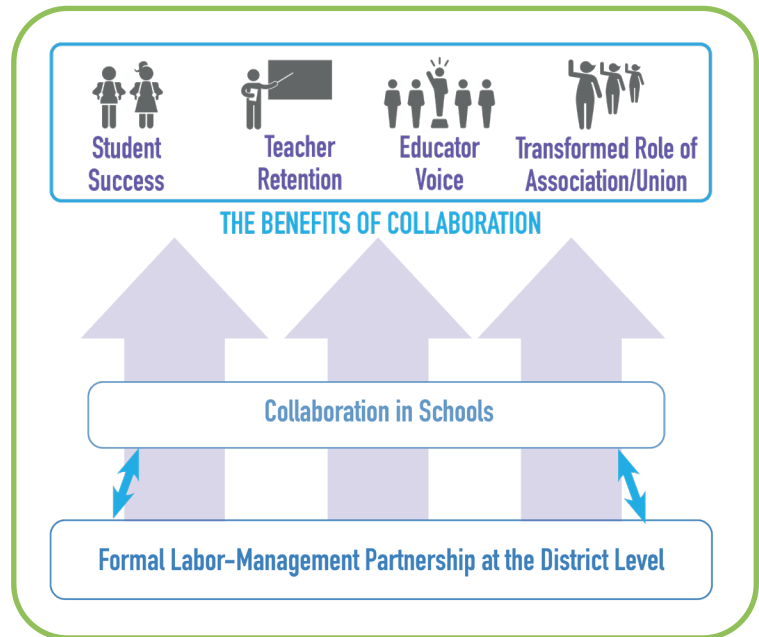 Student
Success
Teacher
Retention
Educator
Voice
Transformed Role of
Association/Union
THE BENEFITS OF COLLABORATION
Collaboration in Schools
Formal Labor-Management Partnership at the District Level